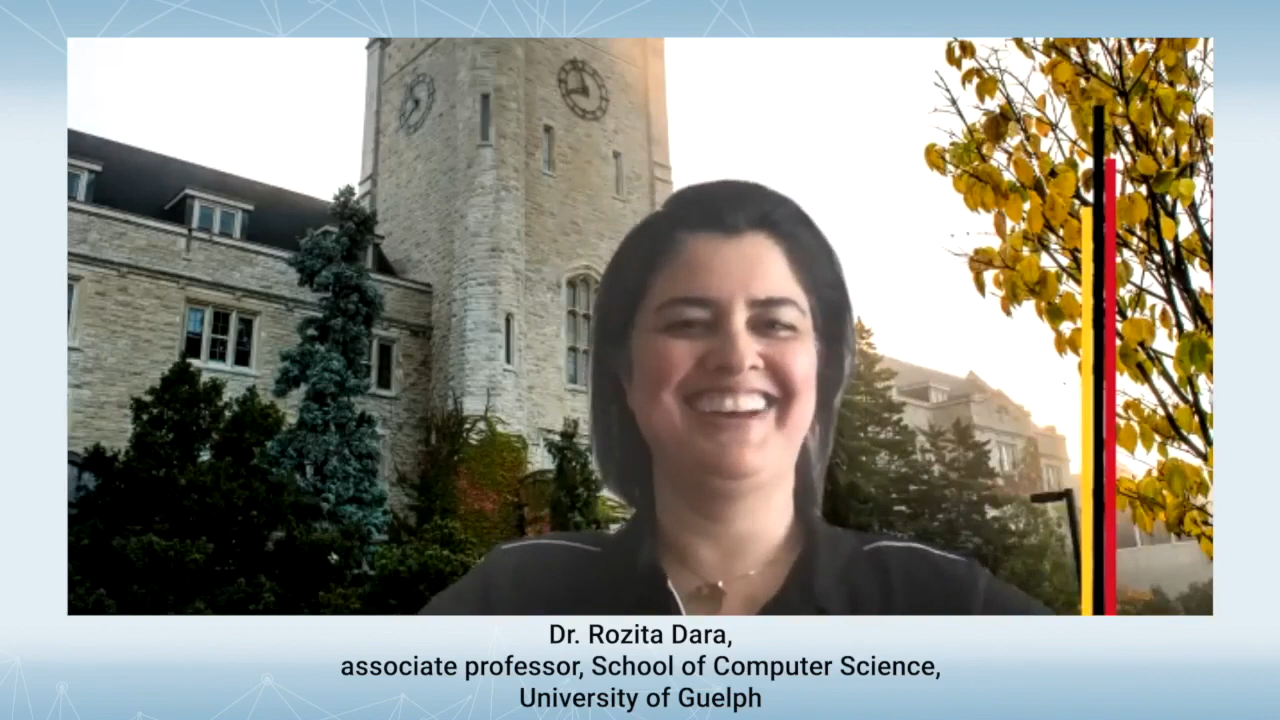 Dr. Rozita Dara,
associate professor, School of Computer Science,
University of Guelph